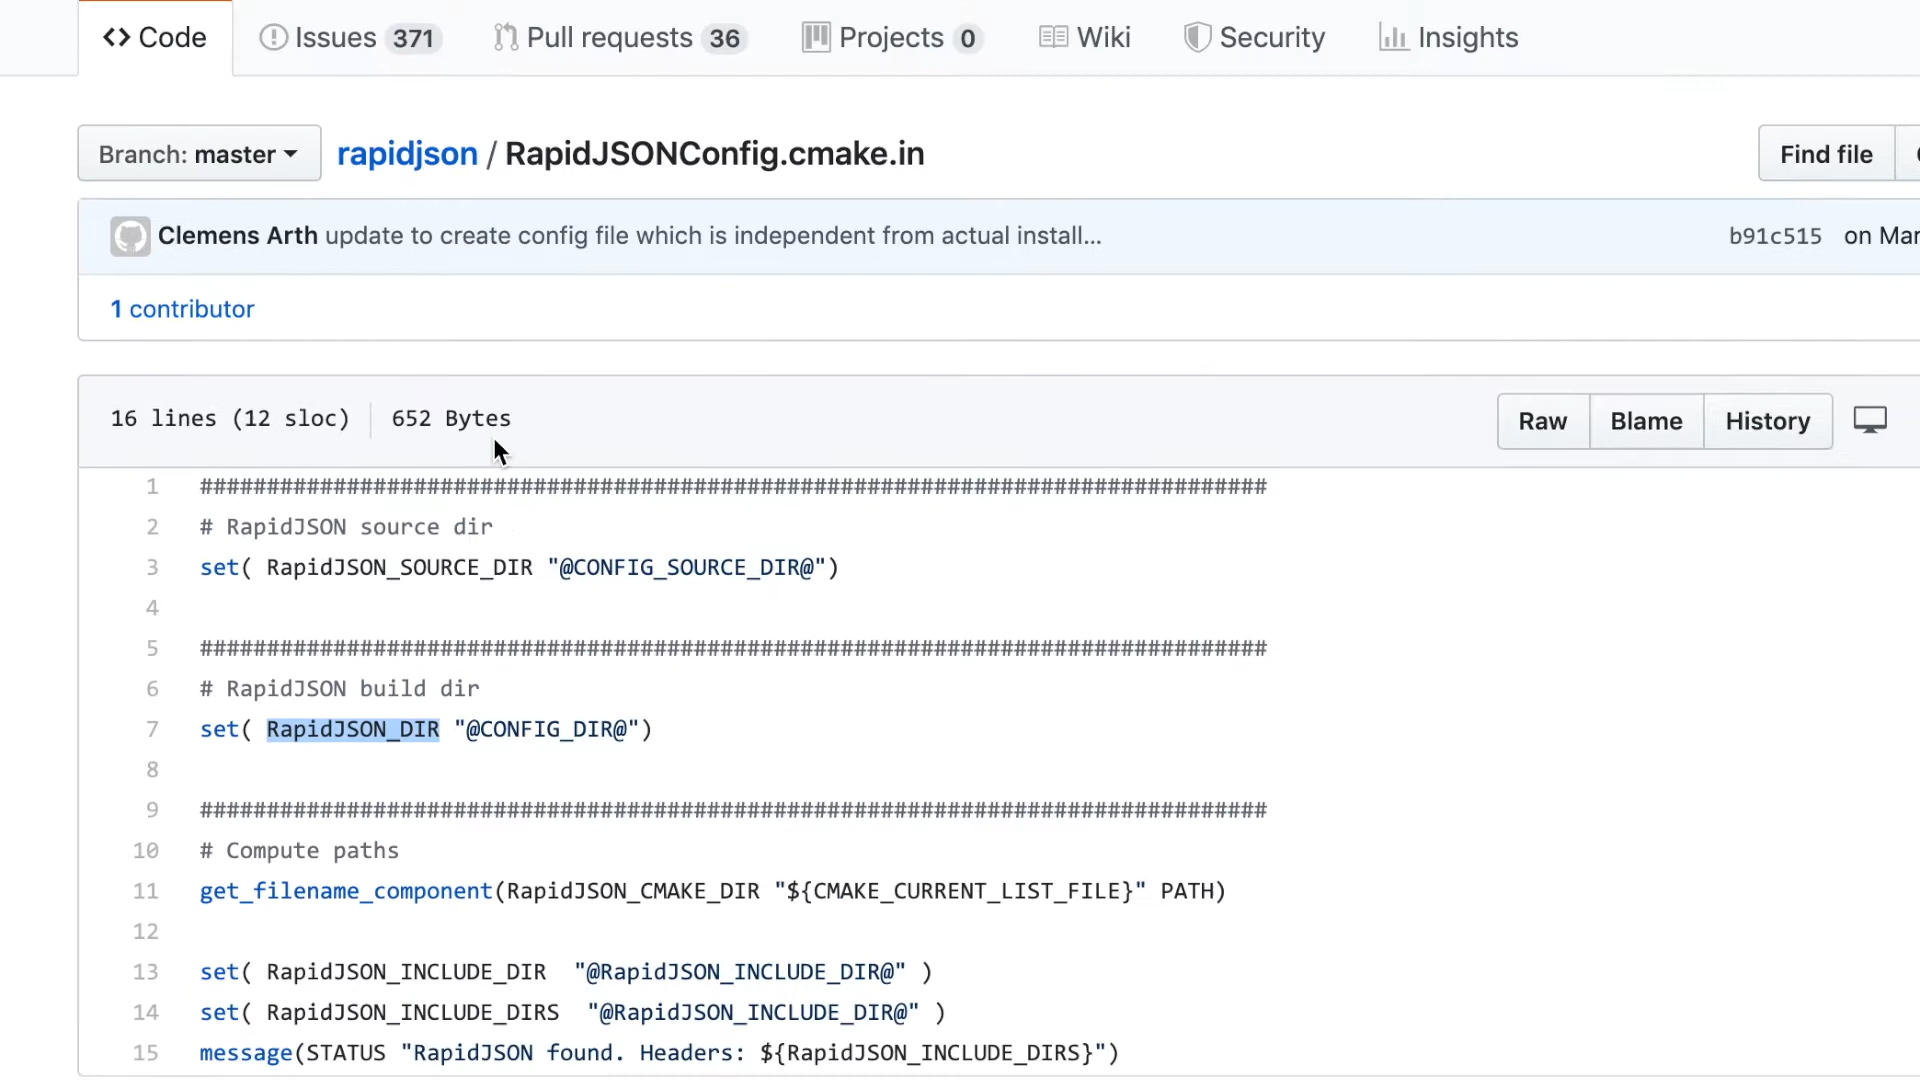 Code Issues 371 Pull requests 36 Projects 0 Wiki Security Insights
Branch: master rapidjson / RapidJSONConfig.cmake.in Find file
Clemens Arth update to create config file which is independent from actual install... b91c515 on Mar
1 contributor
16 lines (12 sloc) 652 Bytes Raw Blame History
1 ################################################################################
2 # RapidJSON source dir
3 set( RapidJSON_SOURCE_DIR "@CONFIG_SOURCE_DIR@")
4
5 ################################################################################
6 # RapidJSON build dir
7 set( RapidJSON_DIR "@CONFIG_DIR@")
8
9 ################################################################################
10 # Compute paths
11 get_filename_component(RapidJSON_CMAKE_DIR "${CMAKE_CURRENT_LIST_FILE}" PATH)
12
13 set( RapidJSON_INCLUDE_DIR  "@RapidJSON_INCLUDE_DIR@" )
14 set( RapidJSON_INCLUDE_DIRS  "@RapidJSON_INCLUDE_DIR@" )
15 message(STATUS "RapidJSON found. Headers: ${RapidJSON_INCLUDE_DIRS}")